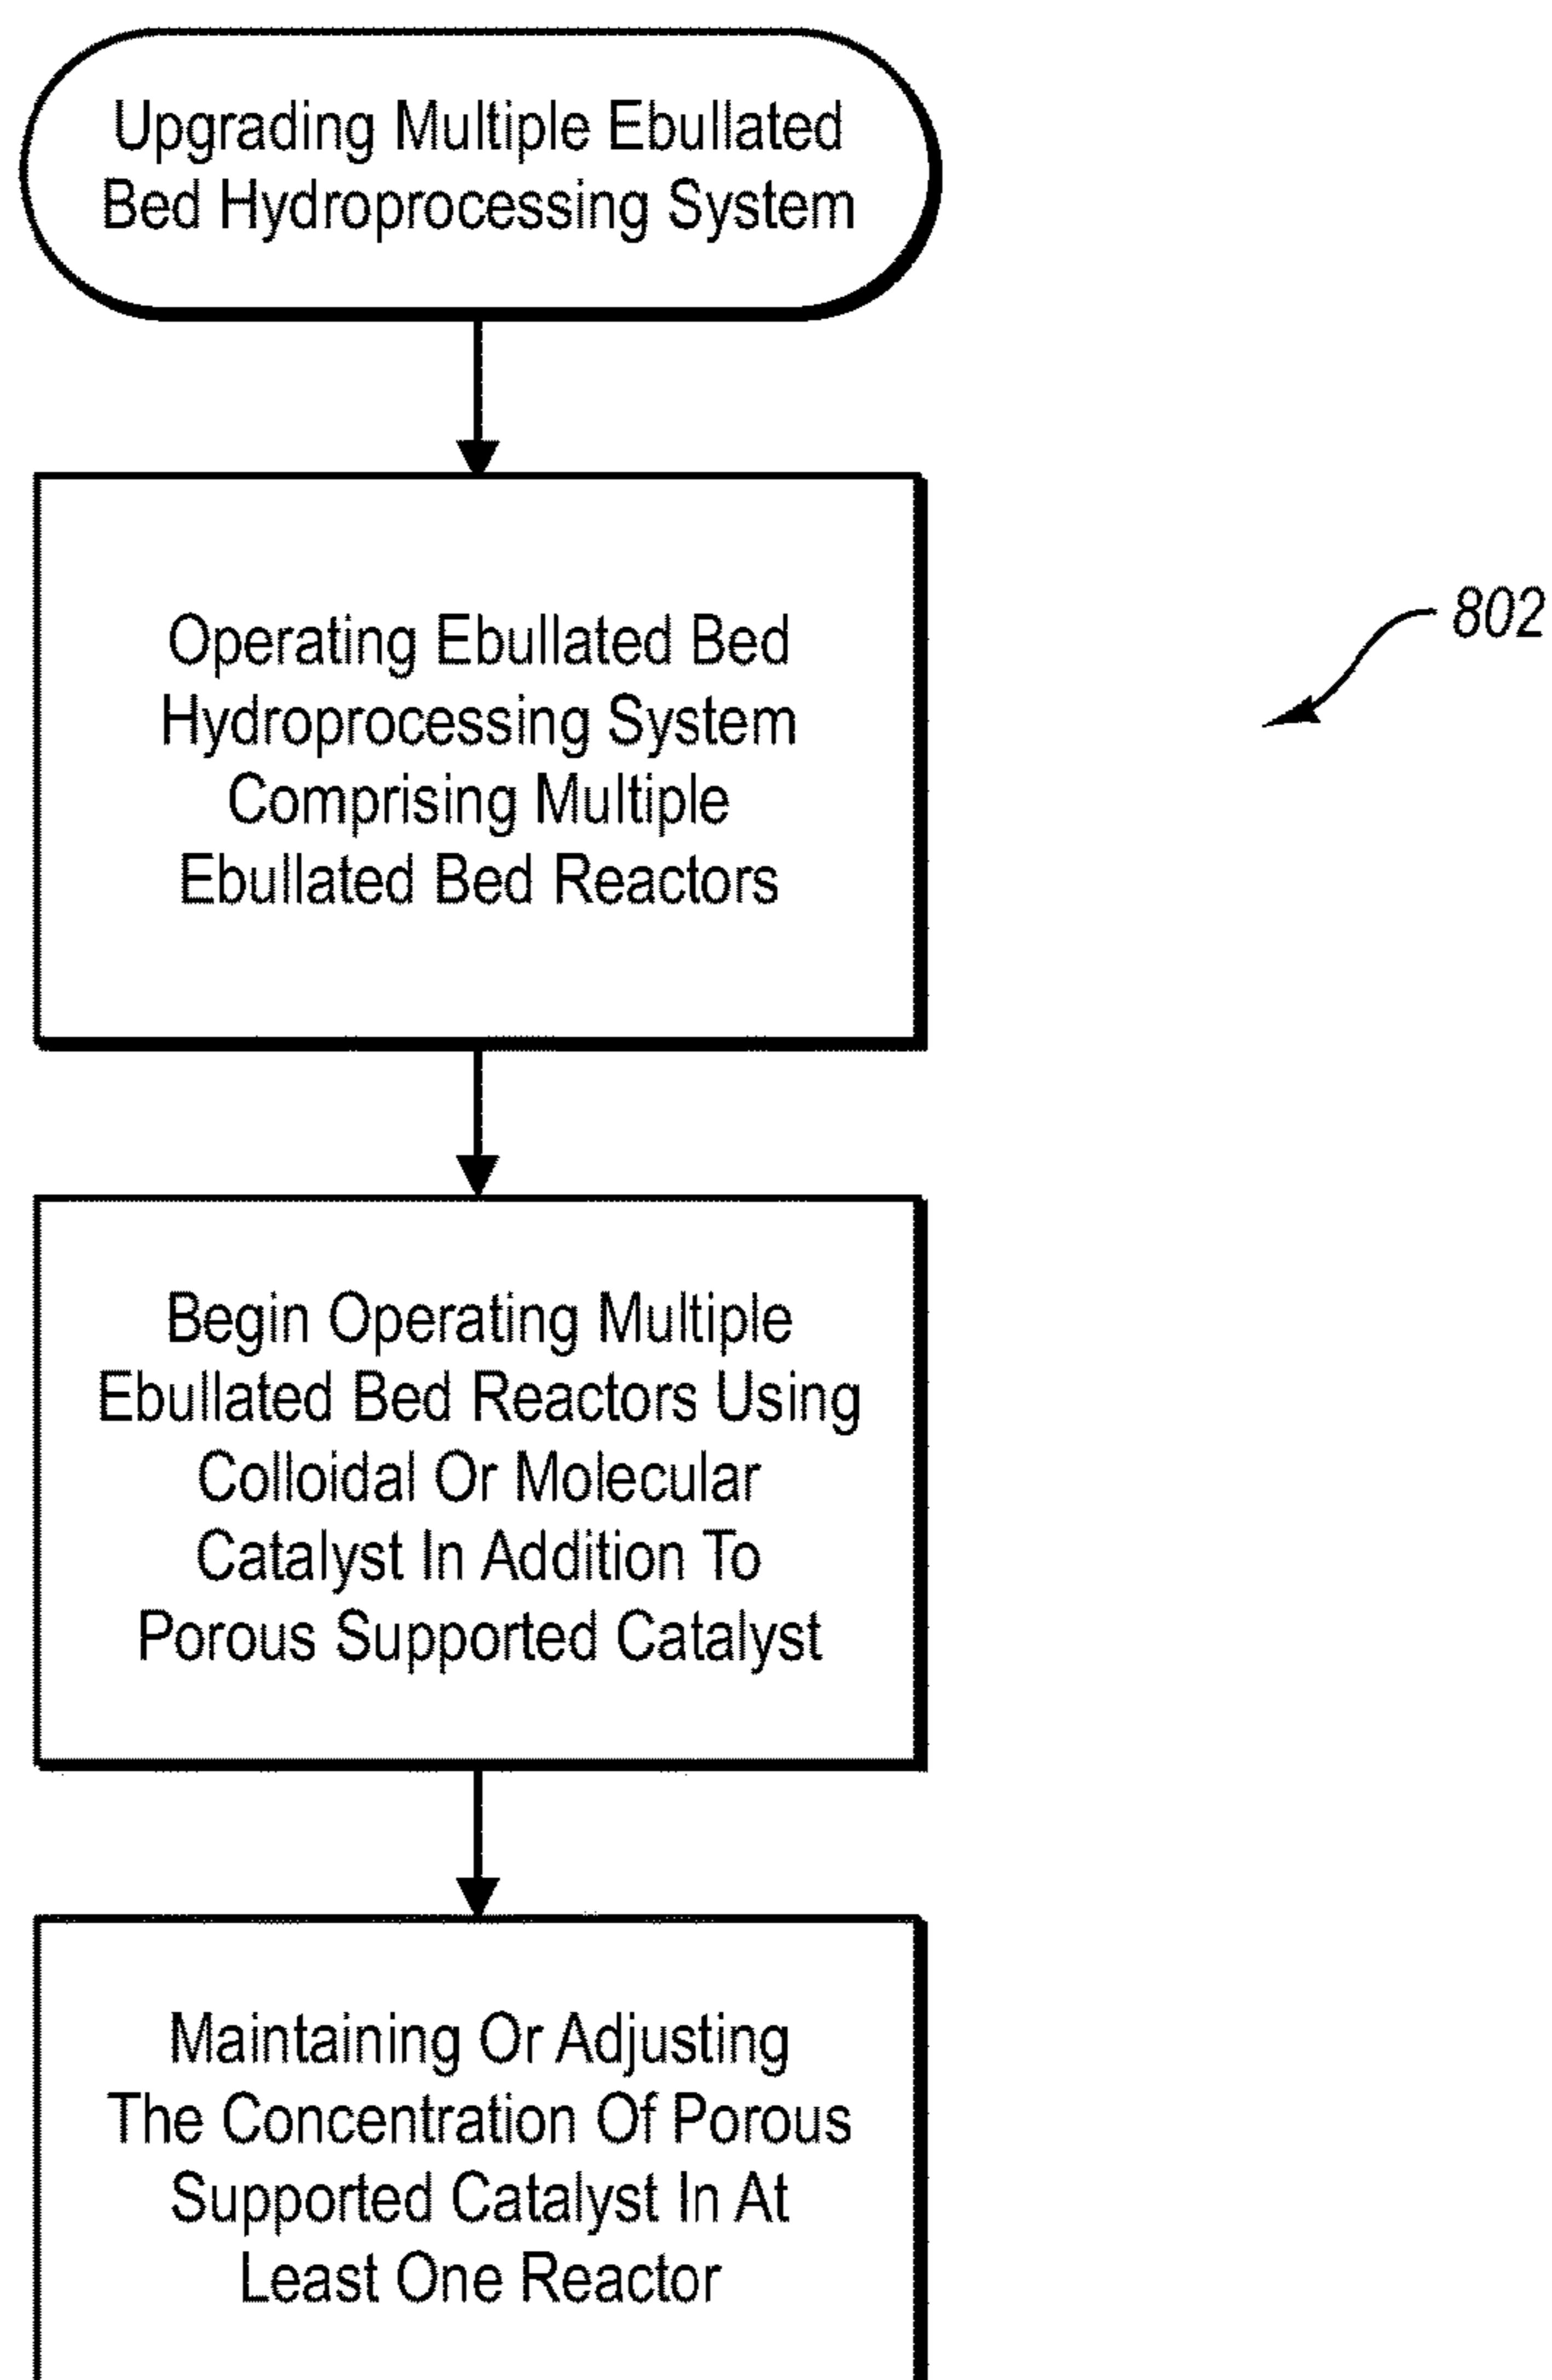 Upgrading Multiple Ebullated
Bed Hydroprocessing System
Operating Ebullated Bed
Hydroprocessing System
Comprising Multiple
Ebullated Bed Reactors
802
Begin Operating Multiple
Ebullated Bed Reactors Using
Colloidal Or Molecular
Catalyst In Addition To
Porous Supported Catalyst
Maintaining Or Adjusting
The Concentration Of Porous
Supported Catalyst In At
Least One Reactor